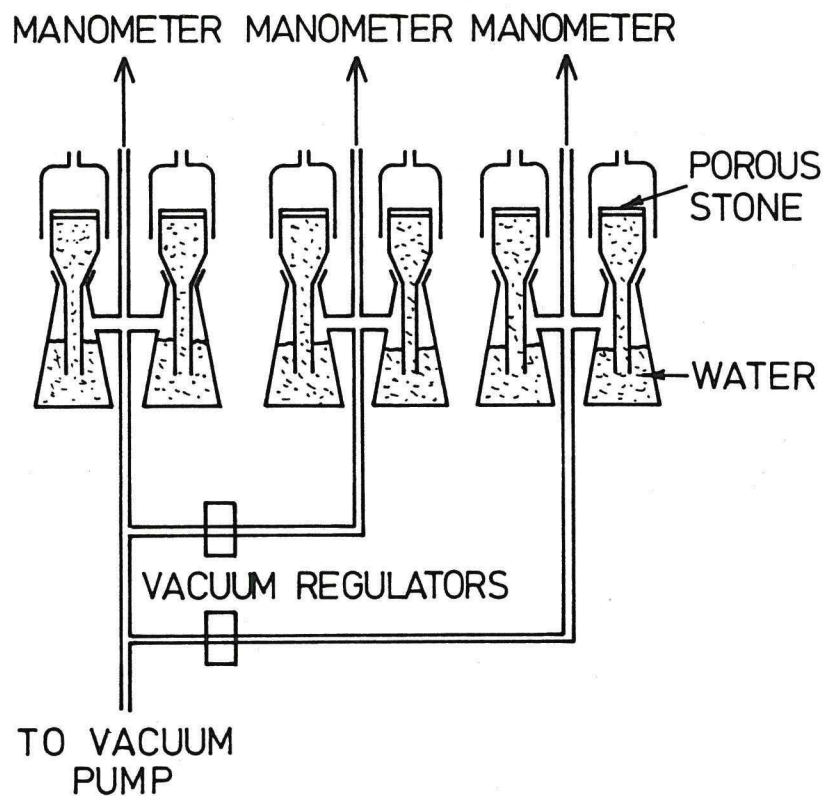 MANOMETER MANOMETER MANOMETER
POROUS
STONE
WATER
VACUUM REGULATORS
TO VACUUM
PUMP